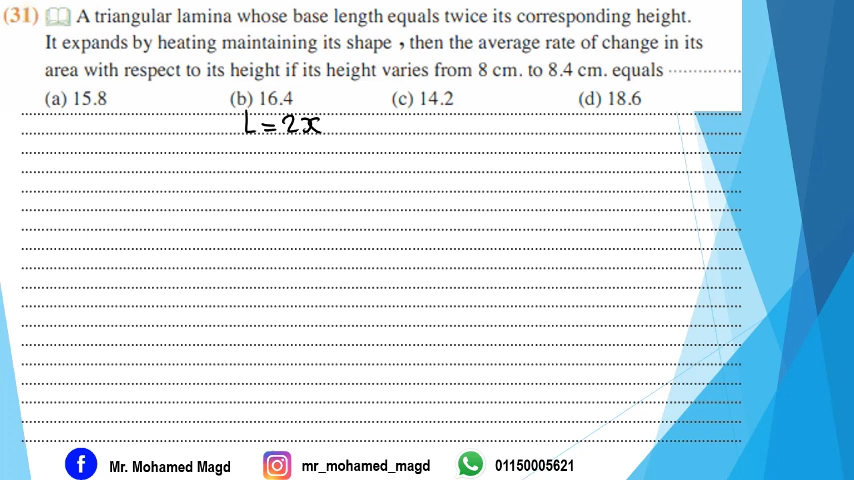 (31) A triangular lamina whose base length equals twice its corresponding height.
It expands by heating maintaining its shape , then the average rate of change in its
area with respect to its height if its height varies from 8 cm. to 8.4 cm. equals ...............
(a) 15.8 (b) 16.4 (c) 14.2 (d) 18.6
L = 2x
Mr. Mohamed Magd mr_mohamed_magd 01150005621